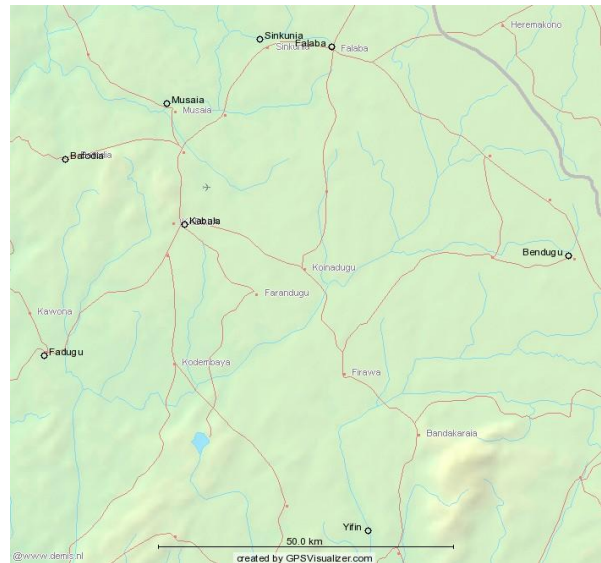 Heremakono
Sinkunia
Sinkunia
Falaba
Falaba
Musaia
Musaia
Bafodia
Kabala
Bendugu
Koinadugu
Farandugu
Kawona
Fadugu
Kodembaya
Firawa
Bandakaraia
Yifin
50.0 km
@www.demis.nl
created by GPSVisualizer.com